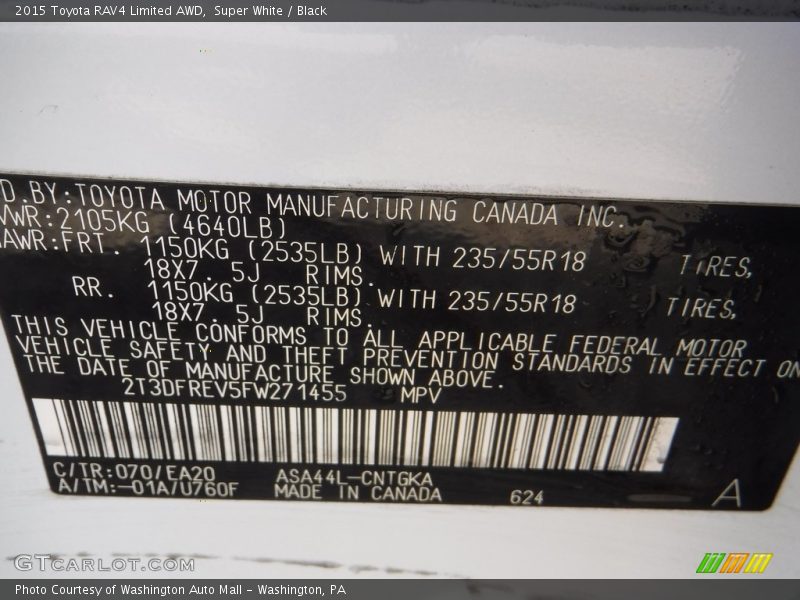 2015 Toyota RAV4 Limited AWD, Super White / Black
D.BY:TOYOTA MOTOR MANUFACTURING CANADA INC.
VWR:2105KG (4640LB)
AWR:FRT. 1150KG (2535LB) WITH 235/55R18 TIRES,
18X7. 5J RIMS.
RR. 1150KG (2535LB) WITH 235/55R18 TIRES,
18X7. 5J RIMS.
THIS VEHICLE CONFORMS TO ALL APPLICABLE FEDERAL MOTOR
VEHICLE SAFETY AND THEFT PREVENTION STANDARDS IN EFFECT ON
THE DATE OF MANUFACTURE SHOWN ABOVE.
2T3DFREV5FW271455 MPV
C/TR:070/EA20 ASA44L-CNTGKA
A/TM:-01A/U760F MADE IN CANADA 624 A
GTCARLOT.COM
Photo Courtesy of Washington Auto Mall - Washington, PA